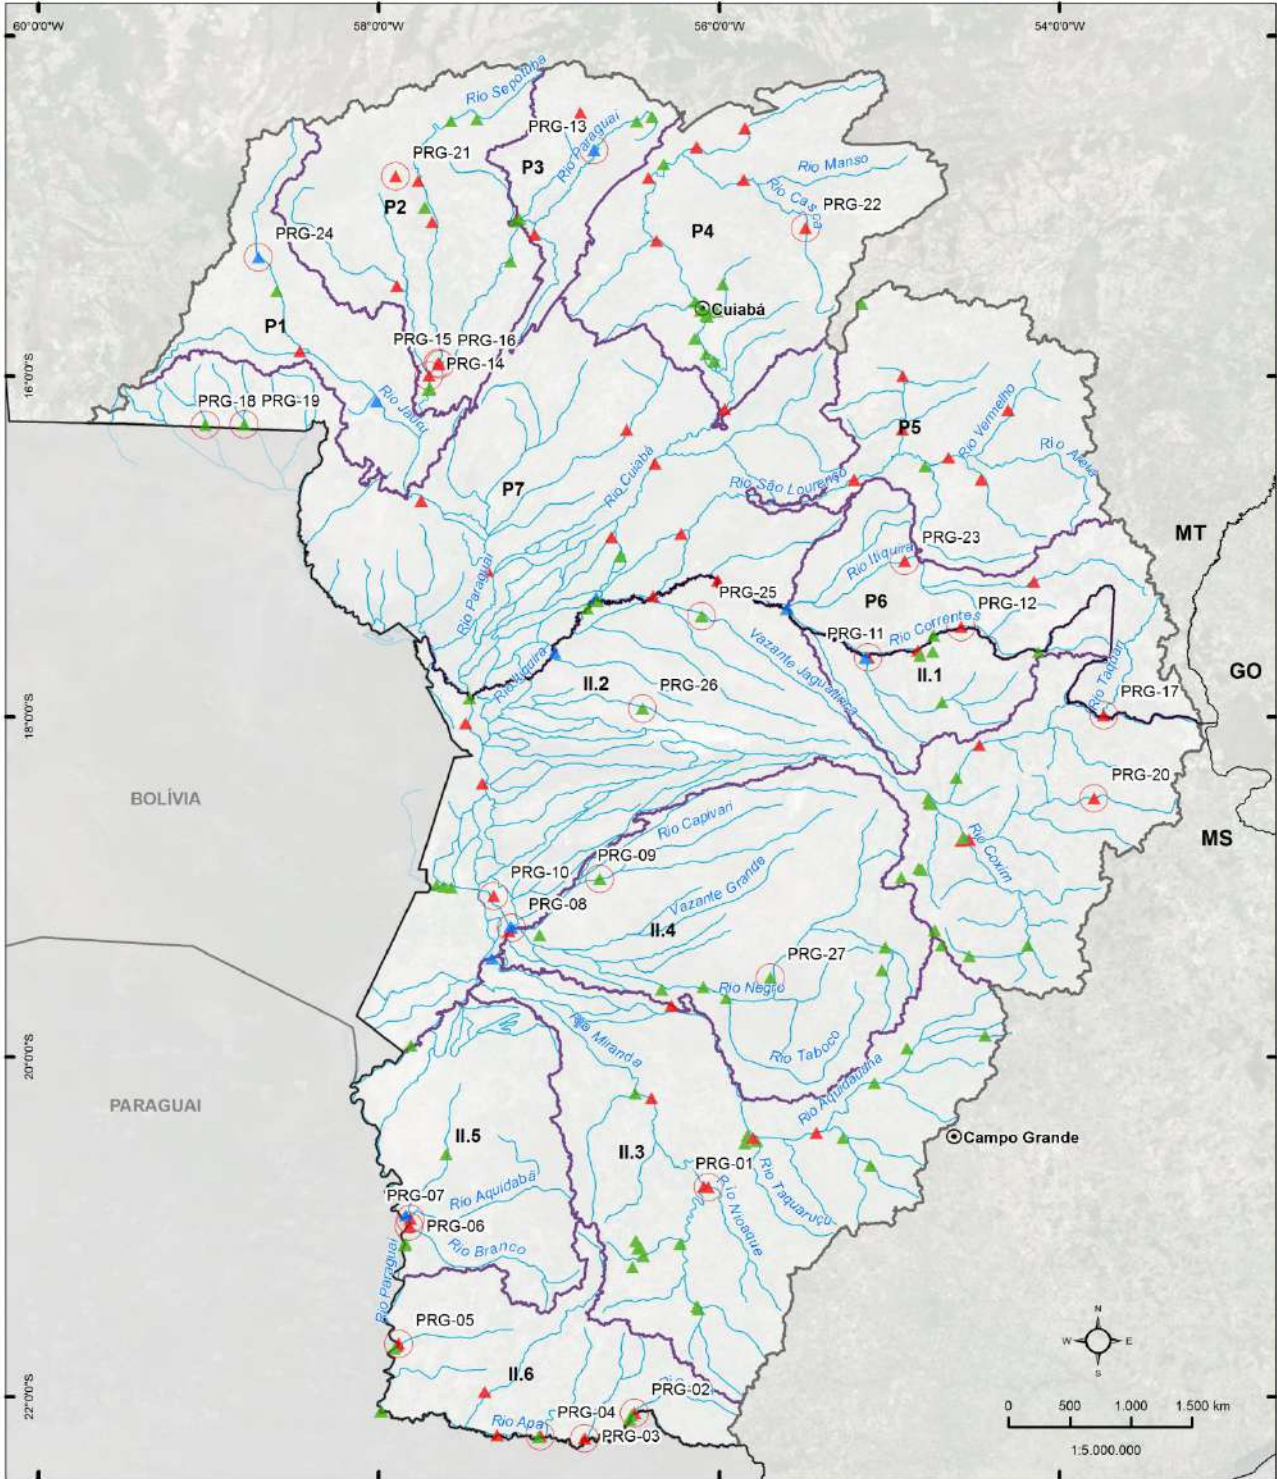 60°0'0"W
58°0'0"W
56°0'0"W
54°0'0"W
Rio Sepotuba
PRG-13
Rio Paraguai
PRG-21
P3
Rio Manso
Rio Casca
P2
PRG-22
P4
PRG-24
Cuiabá
P1
PRG-15
PRG-16
PRG-14
16°0'0"S
Rio Jauru
PRG-18
PRG-19
P5
Rio Vermelho
Rio Areia
Rio Cuiabá
P7
Rio São Lourenço
MT
PRG-23
Rio Itiquira
Rio Paraguai
PRG-25
P6
PRG-12
Rio Correntes
PRG-11
Vazante Jaguatirica
Rio Itiquira
II.2
II.1
GO
PRG-26
Rio Taquari
PRG-17
18°0'0"S
BOLÍVIA
PRG-20
Rio Capivari
MS
Rio Coxim
PRG-10
PRG-09
Vazante Grande
PRG-08
II.4
PRG-27
Rio Negro
Rio Miranda
Rio Taboco
20°0'0"S
Rio Aquidauana
PARAGUAI
II.5
II.3
Campo Grande
PRG-01
Rio Taquaruçu
PRG-07
Rio Aquidabã
Rio Nioaque
PRG-06
Rio Branco
Rio Paraguai
PRG-05
N
W
E
S
II.6
PRG-02
22°0'0"S
PRG-04
Rio Apa
PRG-03
0 500 1.000 1.500 km
1:5.000.000